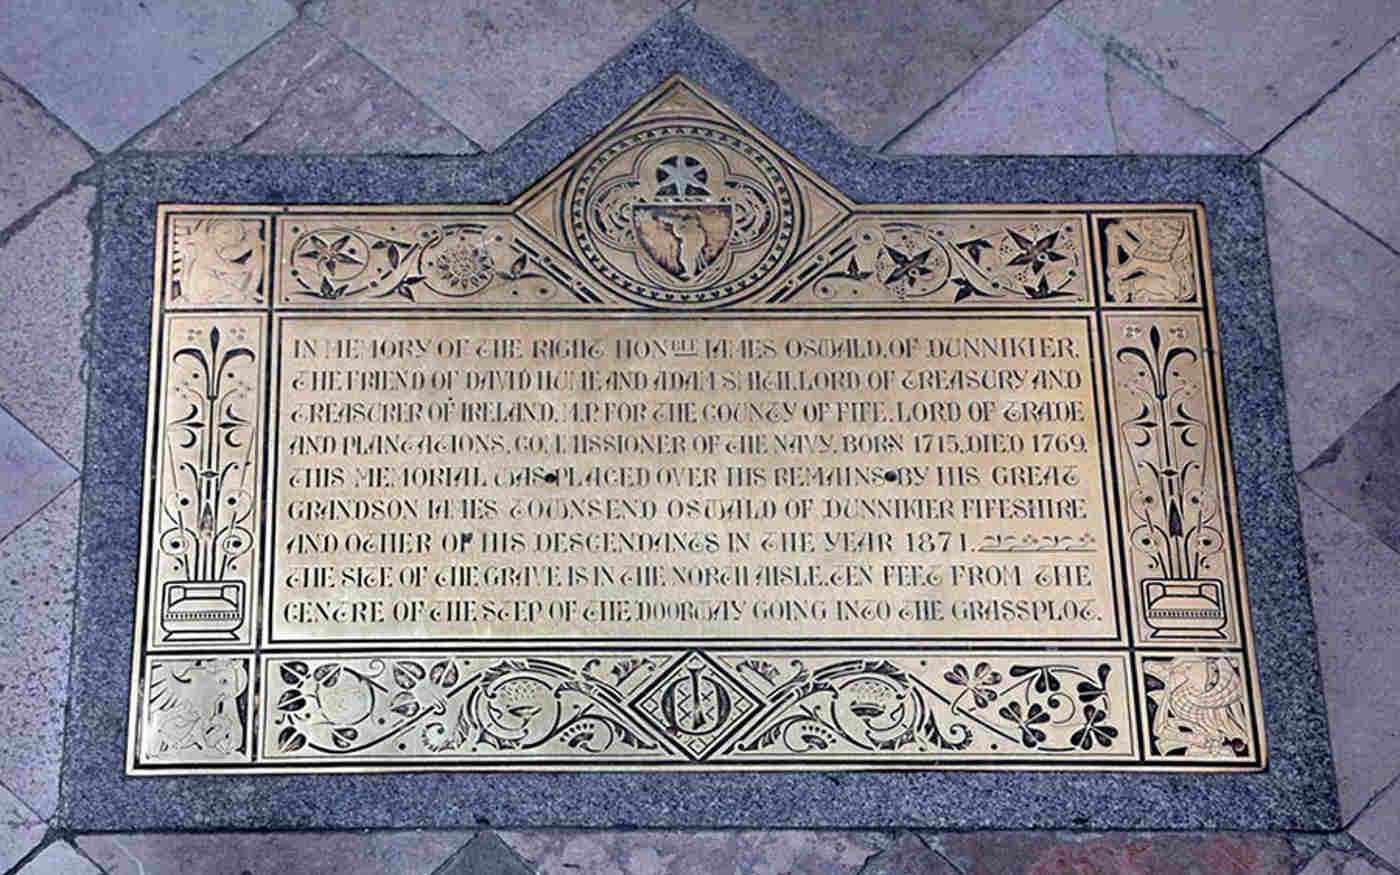 IN MEMORY OF THE RIGHT HONBLE JAMES OSWALD, OF DUNNIKIER,
THE FRIEND OF DAVID HUME AND ADAM SMITH, LORD OF TREASURY AND
TREASURER OF IRELAND, M.P. FOR THE COUNTY OF FIFE, LORD OF TRADE
AND PLANTATIONS, COMMISSIONER OF THE NAVY, BORN 1715, DIED 1769.
THIS MEMORIAL WAS PLACED OVER HIS REMAINS BY HIS GREAT
GRANDSON JAMES TOWNSEND OSWALD OF DUNNIKIER FIFESHIRE
AND OTHER OF HIS DESCENDANTS IN THE YEAR 1871.
THE SITE OF THE GRAVE IS IN THE NORTH AISLE, TEN FEET FROM THE
CENTRE OF THE STEP OF THE DOORWAY GOING INTO THE GRASSPLOT.